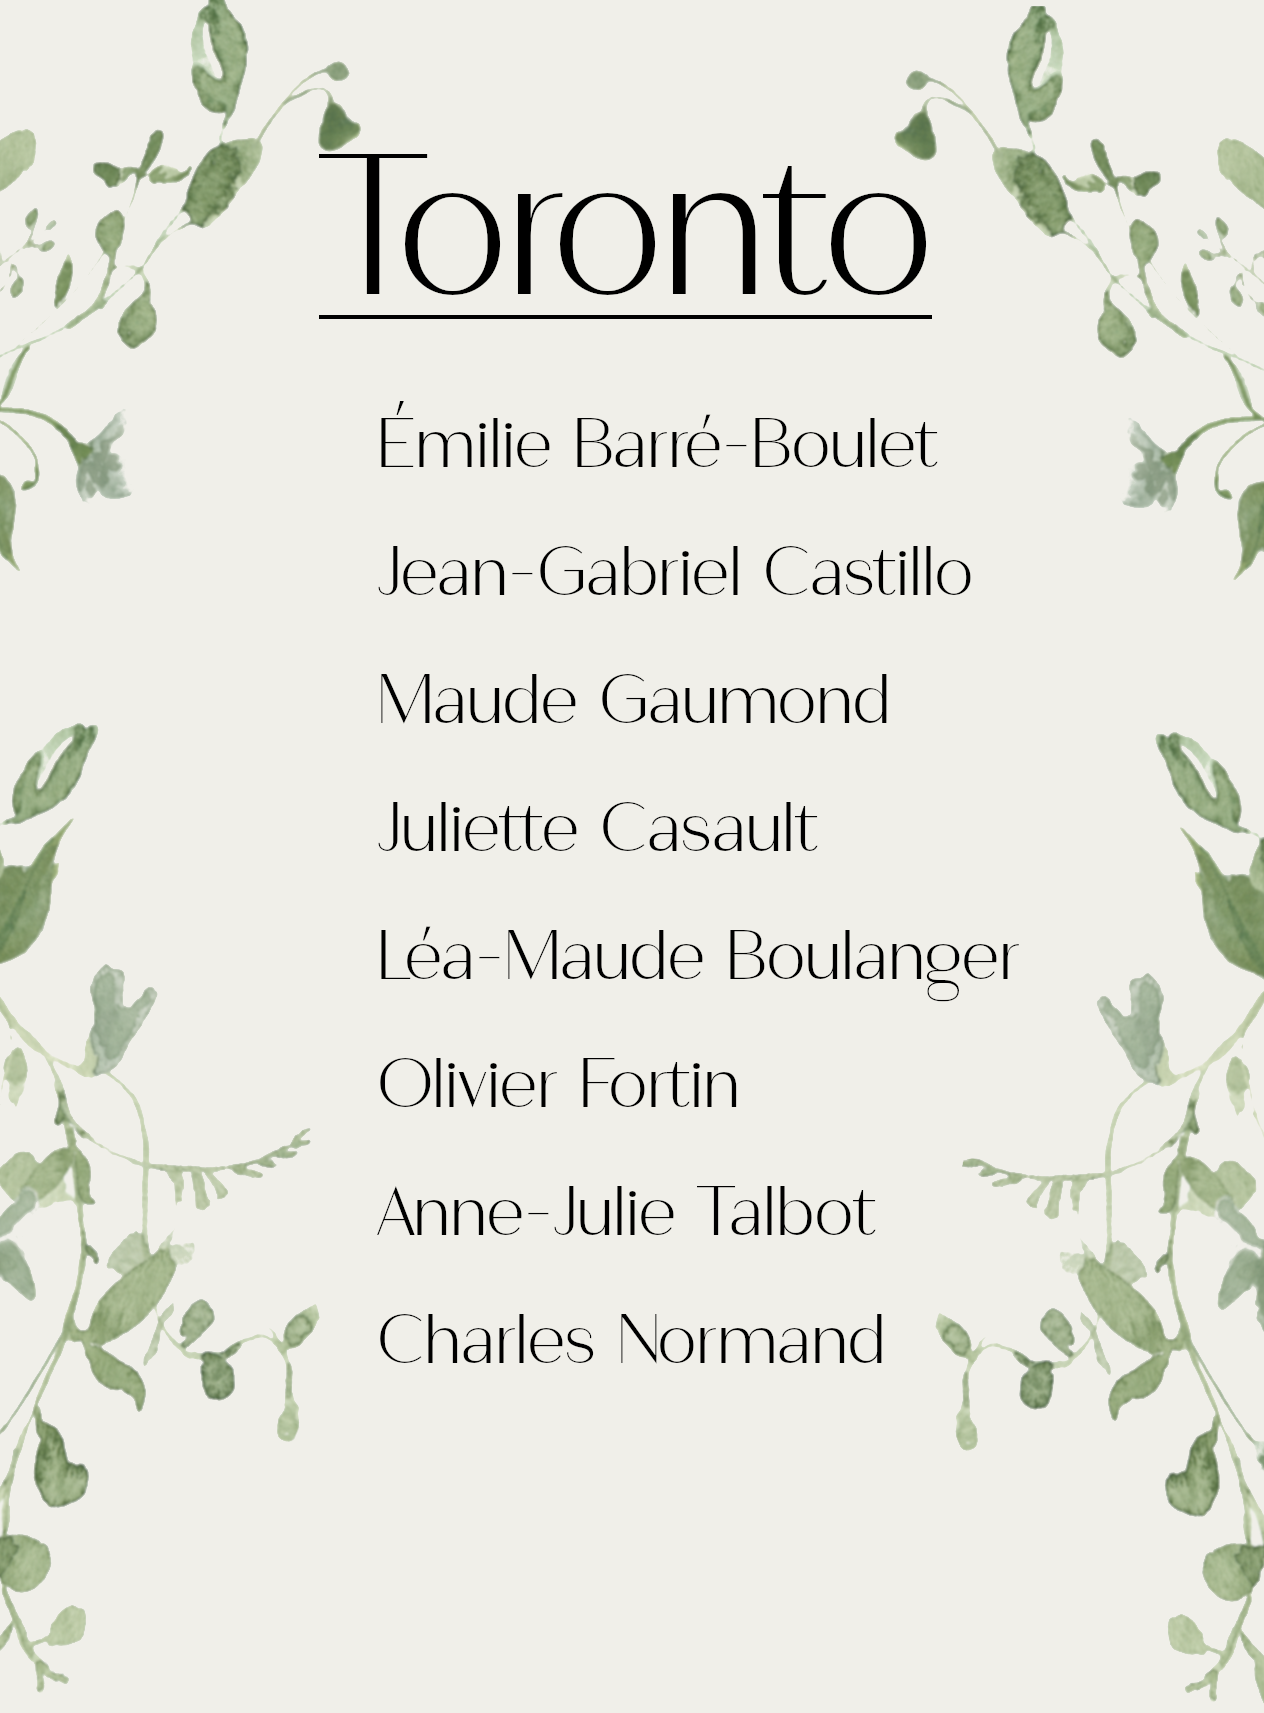 Toronto
Émilie Barré-Boulet
Jean-Gabriel Castillo
Maude Gaumond
Juliette Casault
Léa-Maude Boulanger
Olivier Fortin
Anne-Julie Talbot
Charles Normand